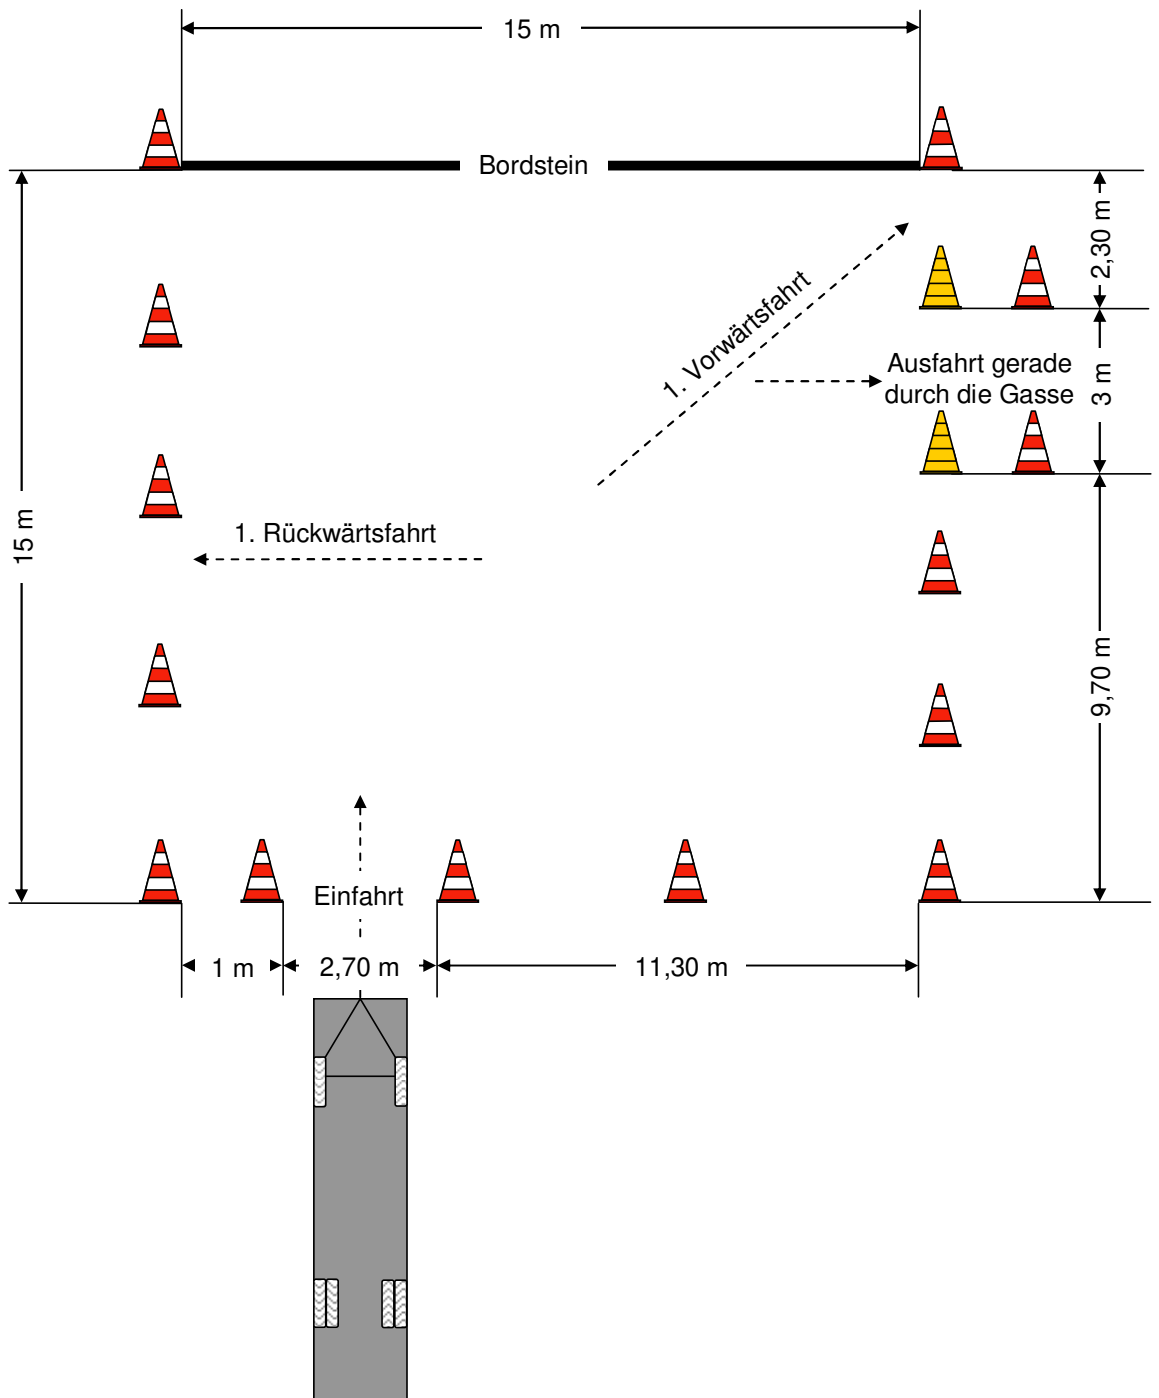 15 m
Bordstein
2,30 m
1. Vorwärtsfahrt
Ausfahrt gerade
durch die Gasse
3 m
15 m
1. Rückwärtsfahrt
9,70 m
Einfahrt
1 m
2,70 m
11,30 m